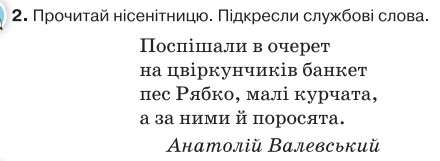 2. Прочитай нісенітницю. Підкресли службові слова.
Поспішали в очерет
на цвіркунчиків банкет
пес Рябко, малі курчата,
а за ними й поросята.
Анатолій Валевський